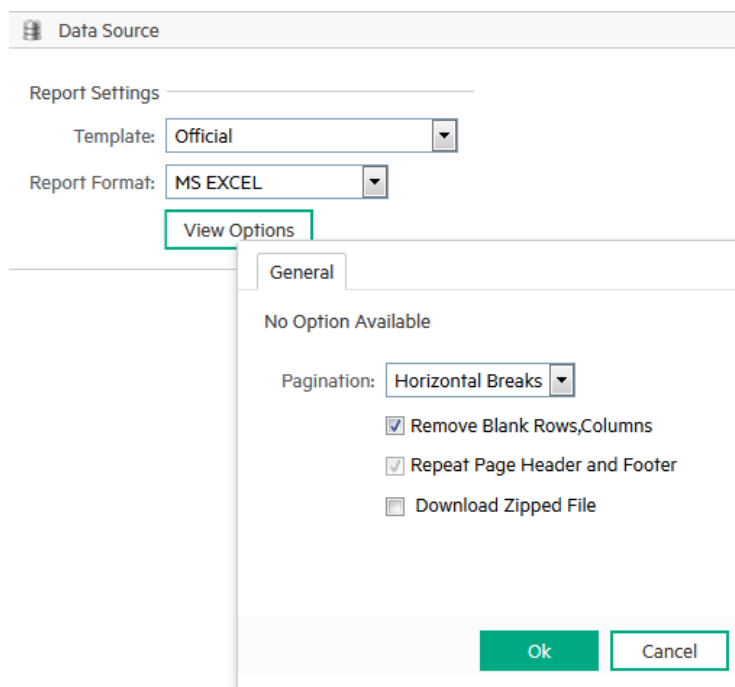 Data Source
Report Settings
Template: Official
Report Format: MS EXCEL
View Options
General
No Option Available
Pagination: Horizontal Breaks
Remove Blank Rows,Columns
Repeat Page Header and Footer
Download Zipped File
Ok Cancel